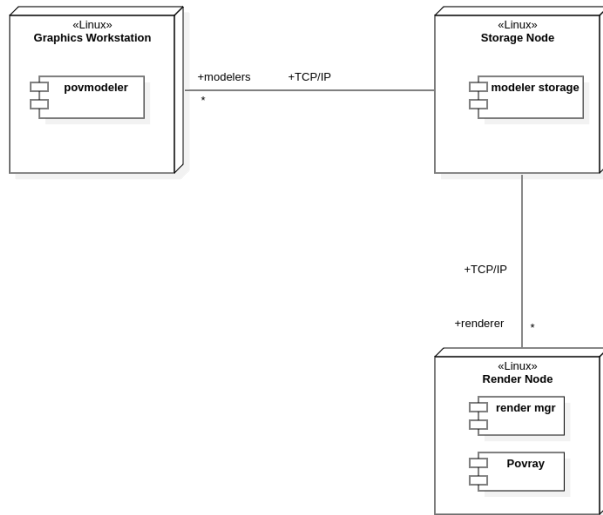 «Linux»
Graphics Workstation
povmodeler
+modelers
+TCP/IP
*
«Linux»
Storage Node
modeler storage
+TCP/IP
+renderer
*
«Linux»
Render Node
render mgr
Povray